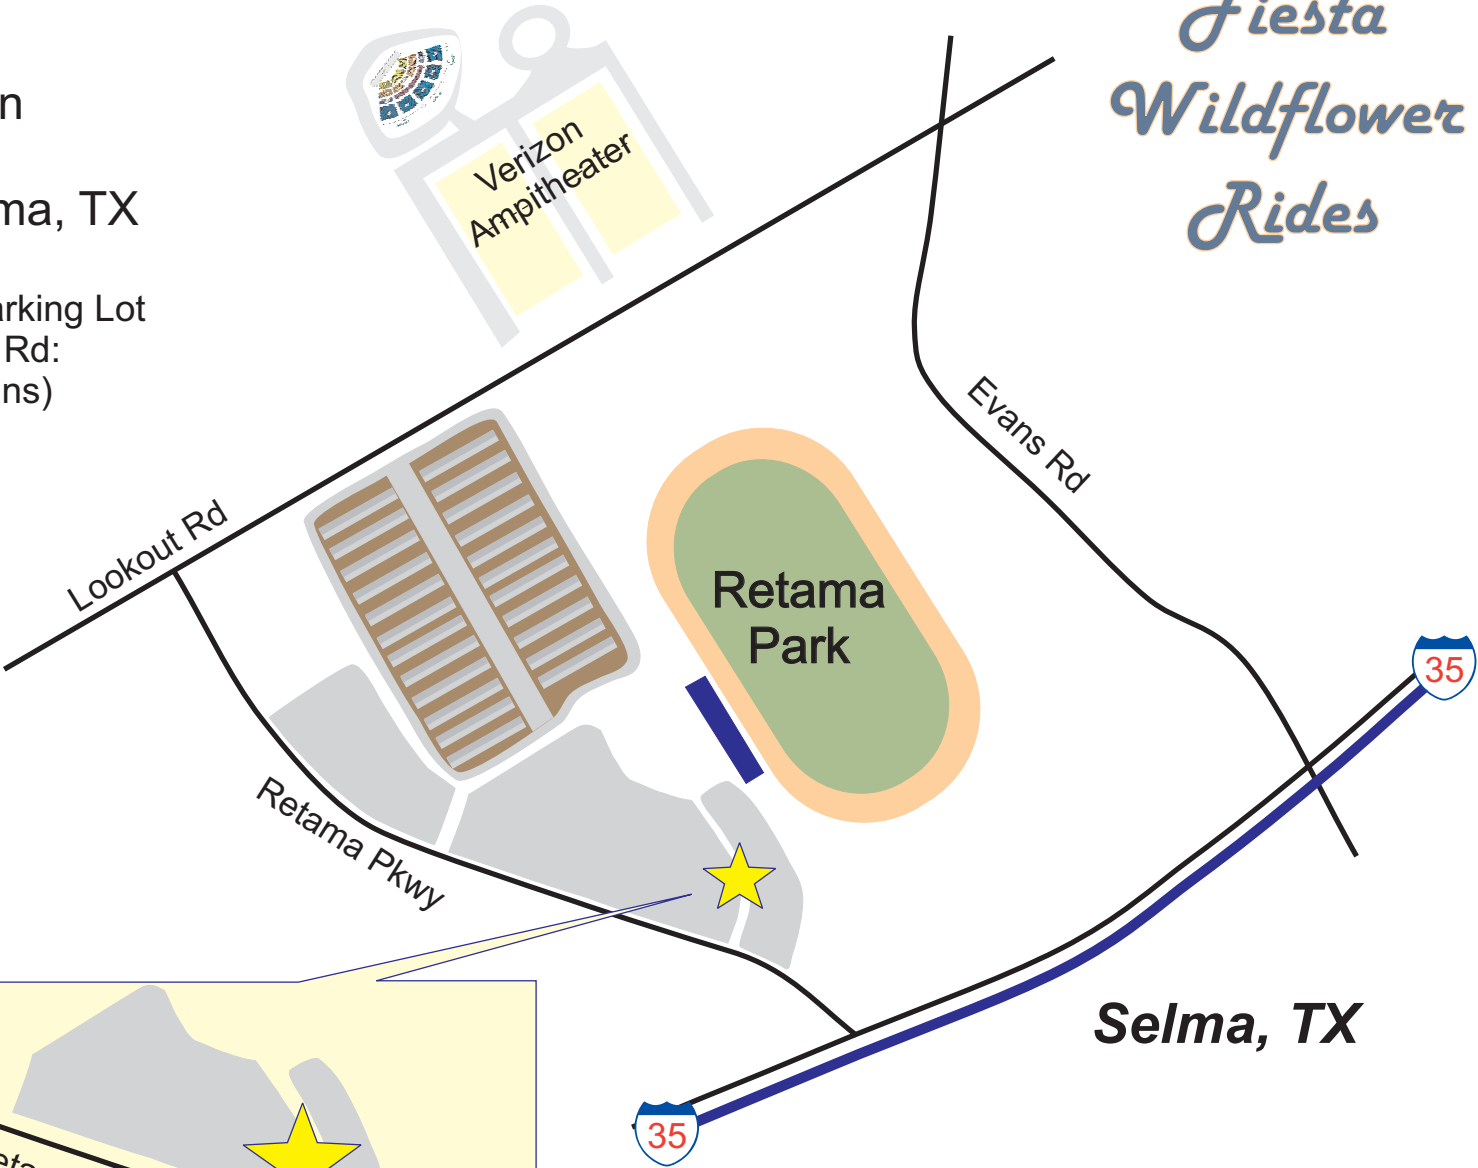 Fiesta
Wildflower
Rides
n
ma, TX
arking Lot
Rd:
ns)
Verizon
Ampitheater
Lookout Rd
Evans Rd
Retama
Park
Retama Pkwy
35
35
Selma, TX